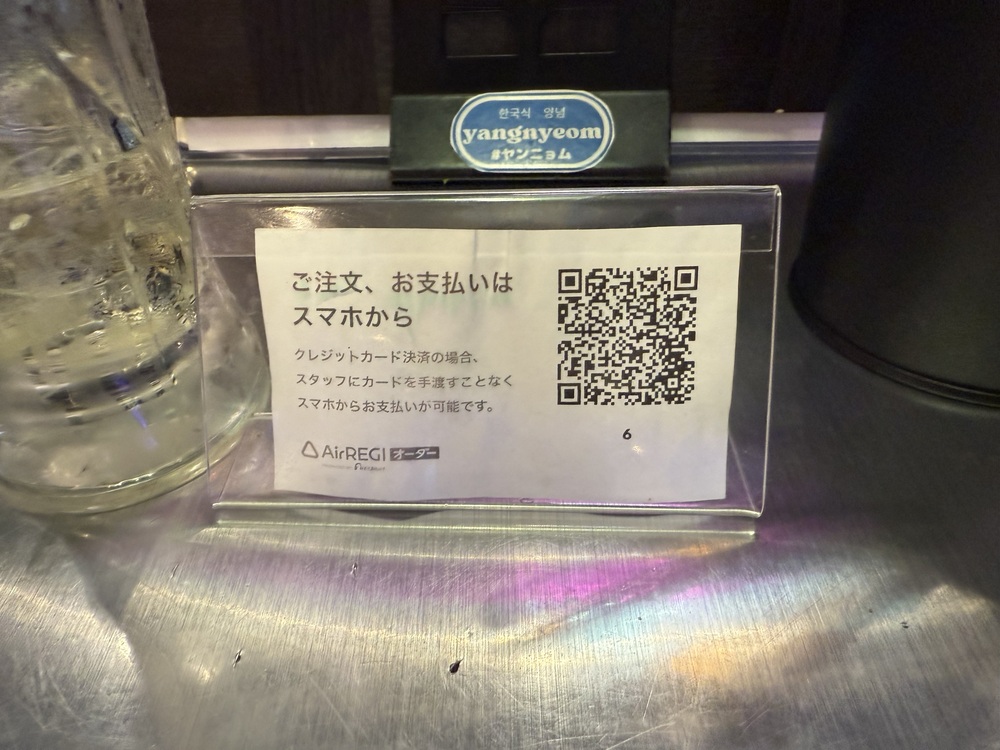 한국식 양념
yangnyeom
#ヤンニョム
ご注文、お支払いは
スマホから
クレジットカード決済の場合、
スタッフにカードを手渡すことなく
スマホからお支払いが可能です。
AirREGI オーダー
6